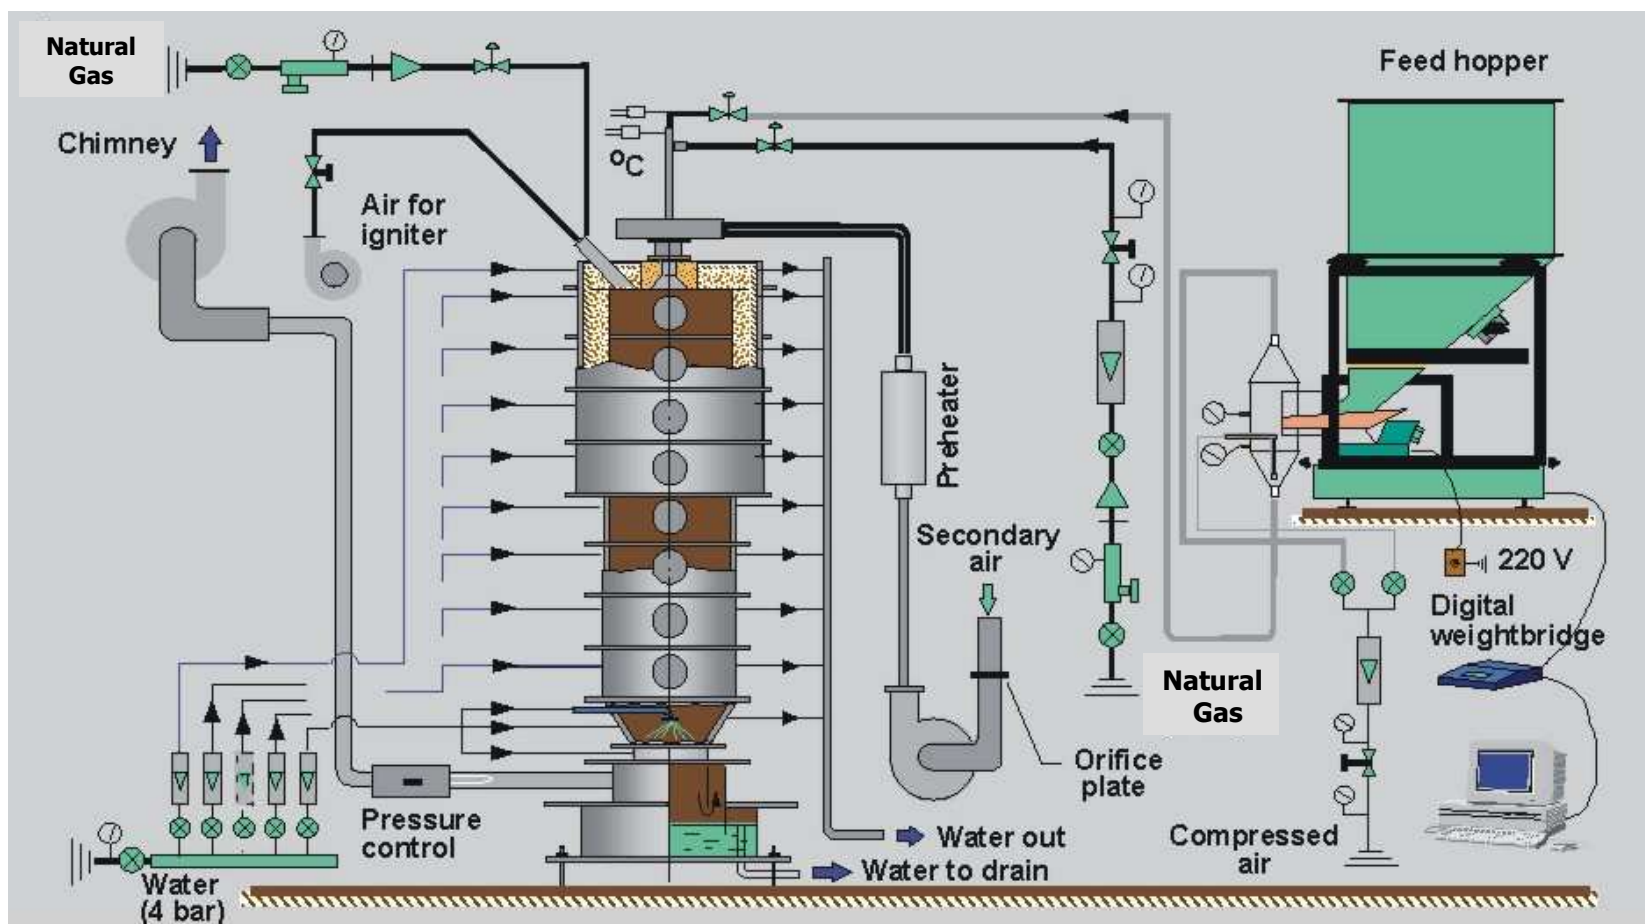 Natural
Gas
Feed hopper
Chimney
°C
Air for
igniter
Preheater
Secondary
air
220 V
Digital
weightbridge
Natural
Gas
Orifice
plate
Pressure
control
Water out
Compressed
air
Water to drain
Water
(4 bar)